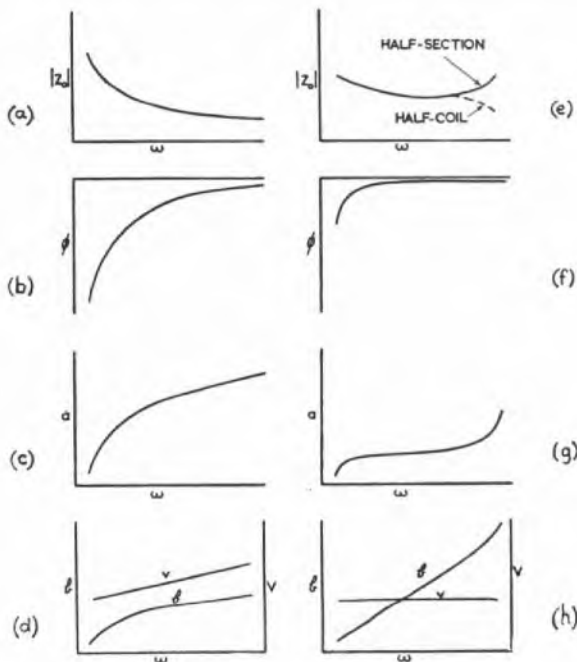 |Z₀|
(a)
ω
|Z₀|
HALF-SECTION
HALF-COIL
(e)
ω
ϕ
(b)
ϕ
(f)
a
(c)
ω
a
(g)
ω
b
v
b
V
(d)
ω
b
b
v
V
(h)
ω